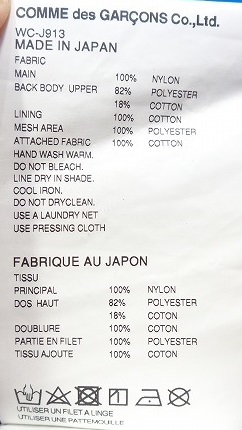 COMME des GARÇONS Co.,Ltd.
WC-J913
MADE IN JAPAN
FABRIC
MAIN 100% NYLON
BACK BODY UPPER 82% POLYESTER
18% COTTON
LINING 100% COTTON
MESH AREA 100% POLYESTER
ATTACHED FABRIC 100% COTTON
HAND WASH WARM.
DO NOT BLEACH.
LINE DRY IN SHADE.
COOL IRON.
DO NOT DRYCLEAN.
USE A LAUNDRY NET
USE PRESSING CLOTH
FABRIQUE AU JAPON
TISSU
PRINCIPAL 100% NYLON
DOS HAUT 82% POLYESTER
18% COTON
DOUBLURE 100% COTON
PARTIE EN FILET 100% POLYESTER
TISSU AJOUTE 100% COTON
UTILISER UN FILET A LINGE
UTILISER UNE PATTEMOUILLE